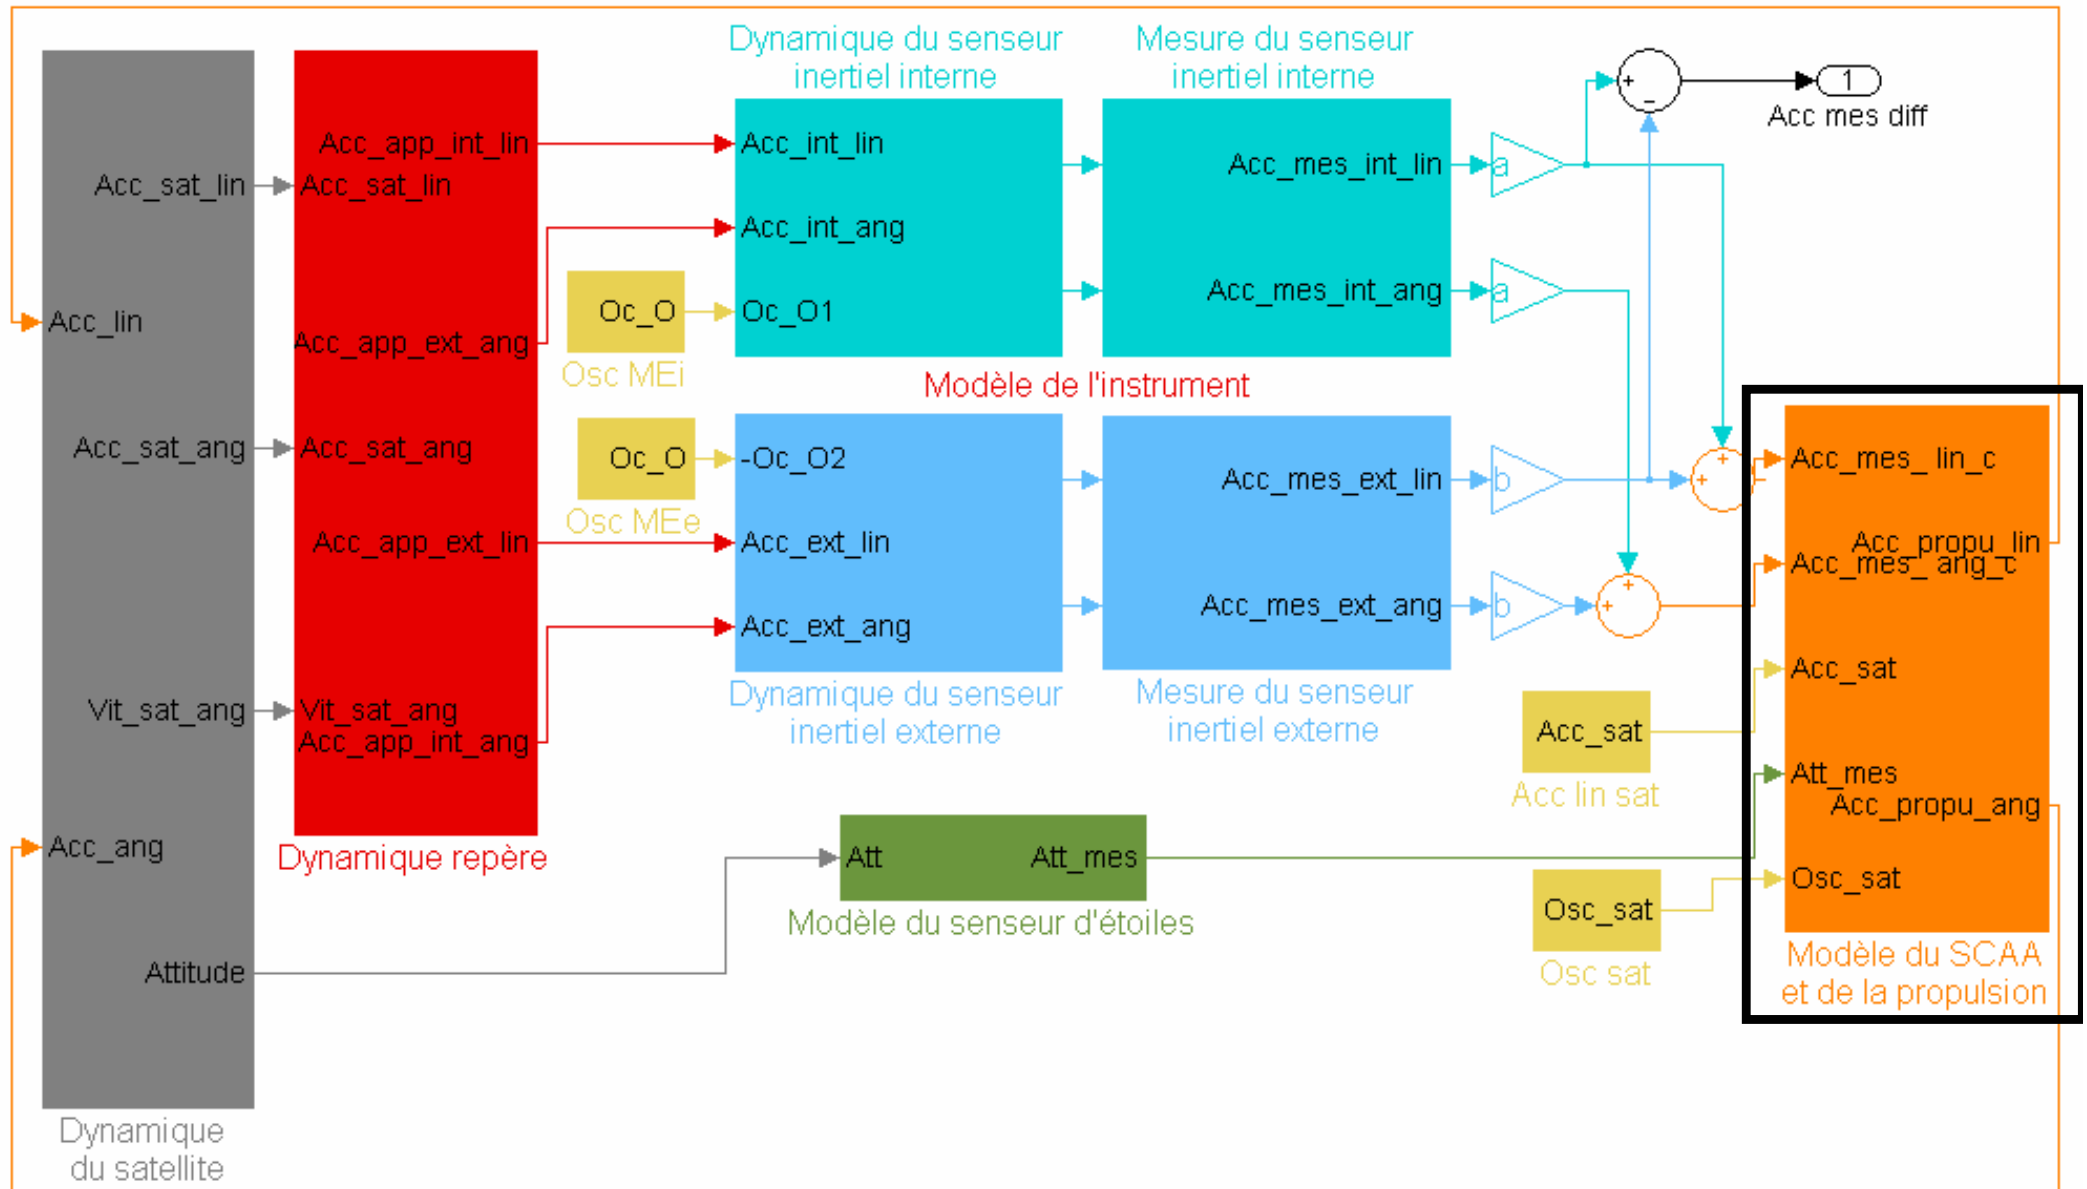 Dynamique du senseur
inertiel interne
Mesure du senseur
inertiel interne
+
−
1
Acc mes diff
Acc_sat_lin
Acc_lin
Acc_sat_ang
Vit_sat_ang
Acc_ang
Attitude
Dynamique
du satellite
Acc_app_int_lin
Acc_sat_lin
Acc_app_ext_ang
Acc_sat_ang
Acc_app_ext_lin
Vit_sat_ang
Acc_app_int_ang
Dynamique repère
Oc_O
Osc MEi
Oc_O
Osc MEe
Acc_int_lin
Acc_int_ang
Oc_O1
Acc_mes_int_lin
Acc_mes_int_ang
a
a
Modèle de l'instrument
-Oc_O2
Acc_ext_lin
Acc_ext_ang
Dynamique du senseur
inertiel externe
Acc_mes_ext_lin
Acc_mes_ext_ang
Mesure du senseur
inertiel externe
b
b
+
+
+
+
Att
Att_mes
Modèle du senseur d'étoiles
Acc_sat
Acc lin sat
Osc_sat
Osc sat
Acc_mes_ lin_c
Acc_propu_lin
Acc_mes_ ang_c
Acc_sat
Att_mes
Acc_propu_ang
Osc_sat
Modèle du SCAA
et de la propulsion